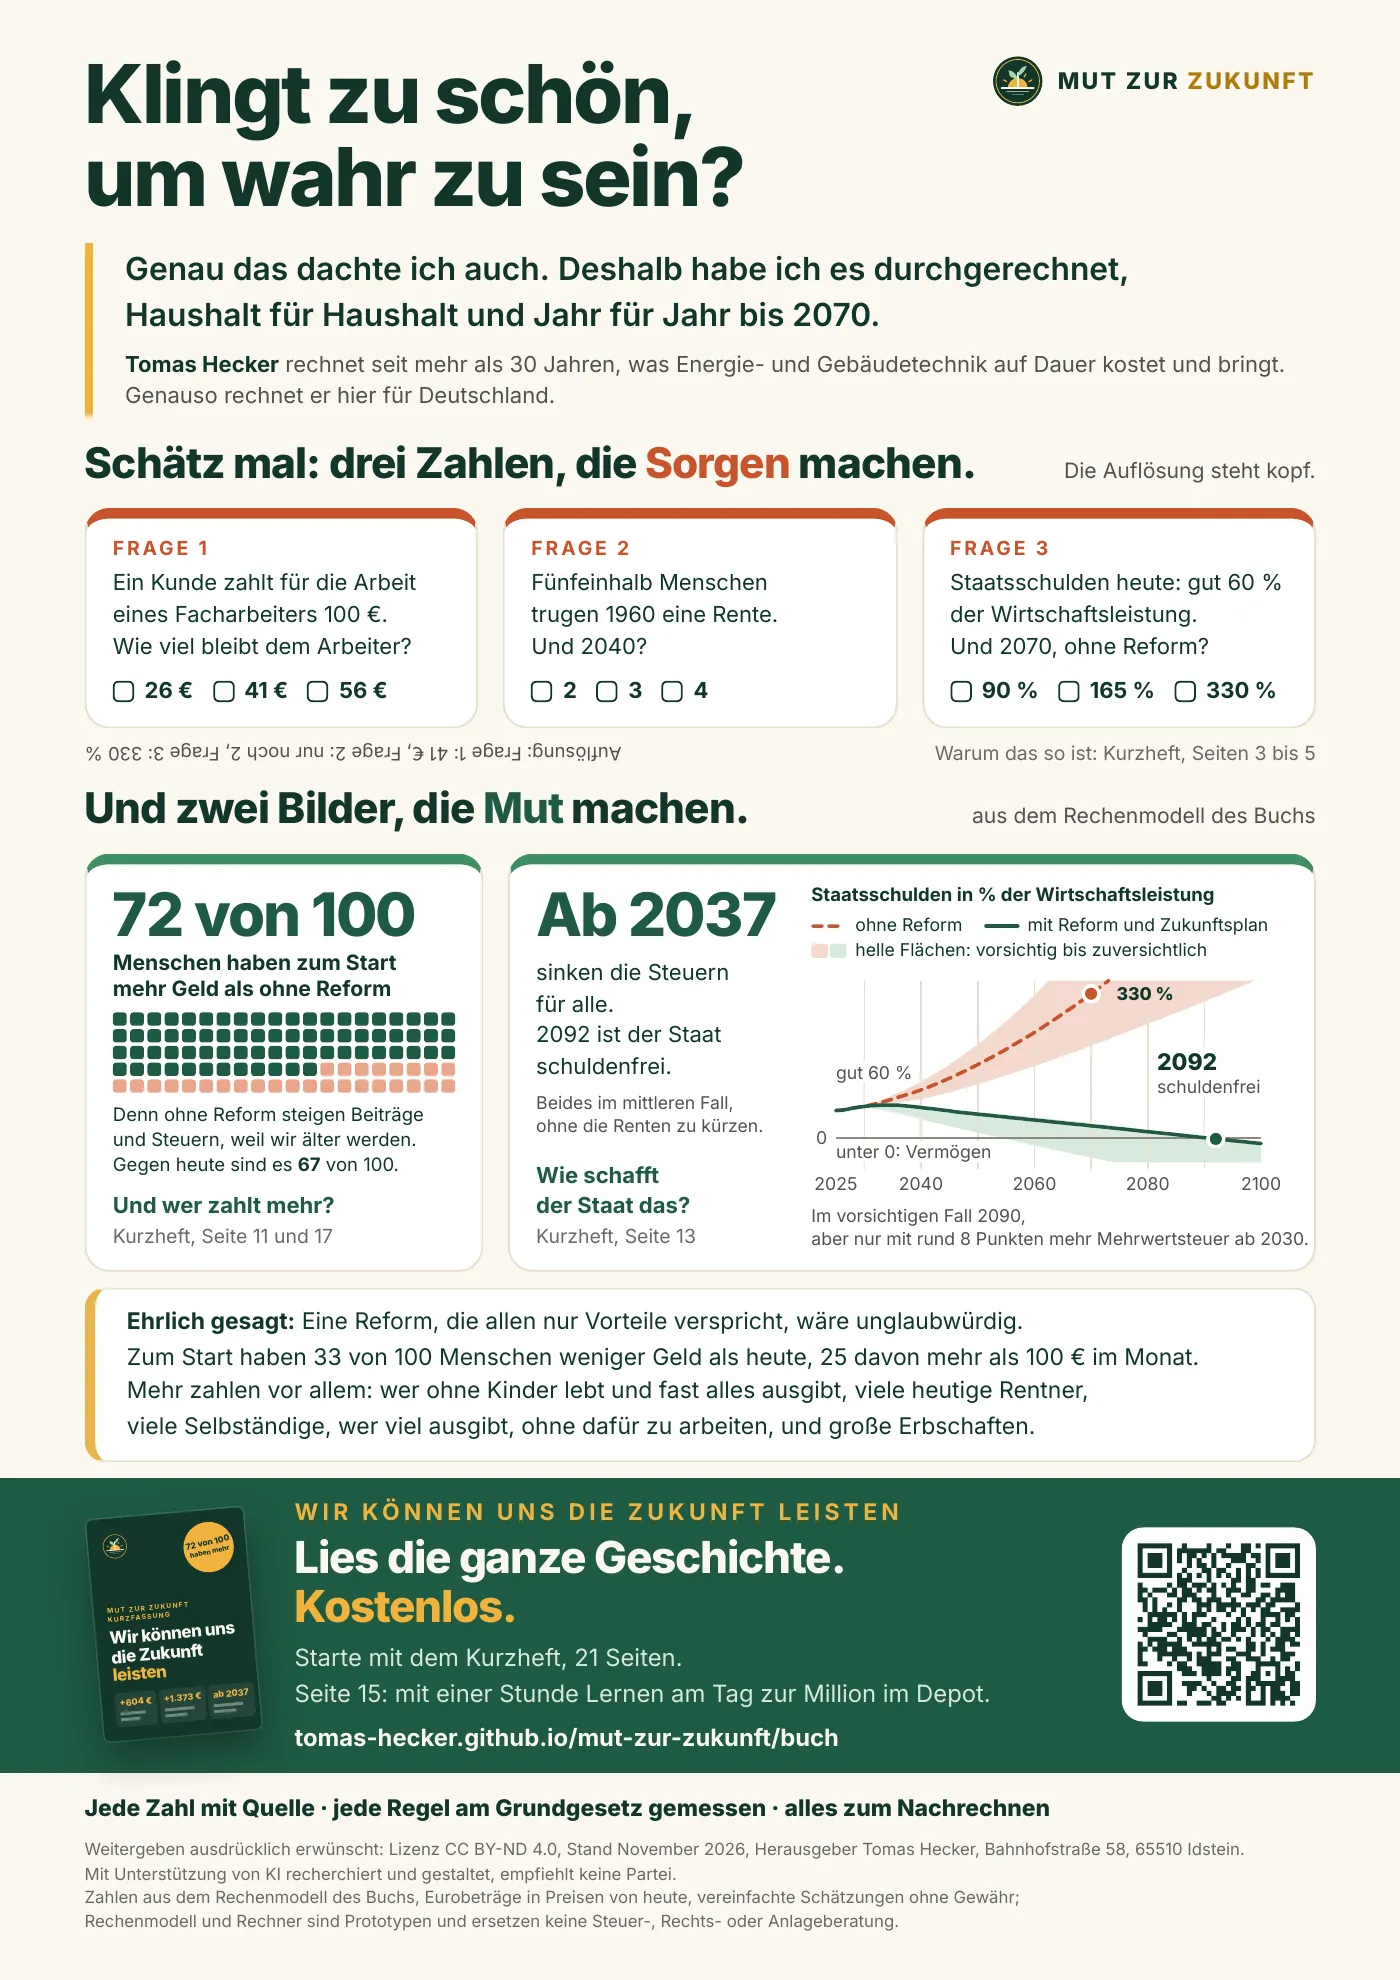 Klingt zu schön,
um wahr zu sein?
MUT ZUR ZUKUNFT
Genau das dachte ich auch. Deshalb habe ich es durchgerechnet,
Haushalt für Haushalt und Jahr für Jahr bis 2070.
Tomas Hecker rechnet seit mehr als 30 Jahren, was Energie- und Gebäudetechnik auf Dauer kostet und bringt.
Genauso rechnet er hier für Deutschland.
Schätz mal: drei Zahlen, die Sorgen machen.
Die Auflösung steht kopf.
FRAGE 1
Ein Kunde zahlt für die Arbeit
eines Facharbeiters 100 €.
Wie viel bleibt dem Arbeiter?
26 € 41 € 56 €
FRAGE 2
Fünfeinhalb Menschen
trugen 1960 eine Rente.
Und 2040?
2 3 4
FRAGE 3
Staatsschulden heute: gut 60 %
der Wirtschaftsleistung.
Und 2070, ohne Reform?
90 % 165 % 330 %
Auflösung: Frage 1: 41 €, Frage 2: nur noch 2, Frage 3: 330 %
Warum das so ist: Kurzheft, Seiten 3 bis 5
Und zwei Bilder, die Mut machen.
aus dem Rechenmodell des Buchs
72 von 100
Menschen haben zum Start
mehr Geld als ohne Reform
Denn ohne Reform steigen Beiträge
und Steuern, weil wir älter werden.
Gegen heute sind es 67 von 100.
Und wer zahlt mehr?
Kurzheft, Seite 11 und 17
Ab 2037
sinken die Steuern
für alle.
2092 ist der Staat
schuldenfrei.
Beides im mittleren Fall,
ohne die Renten zu kürzen.
Wie schafft
der Staat das?
Kurzheft, Seite 13
Staatsschulden in % der Wirtschaftsleistung
ohne Reform mit Reform und Zukunftsplan
helle Flächen: vorsichtig bis zuversichtlich
330 %
gut 60 %
2092
schuldenfrei
0
unter 0: Vermögen
2025 2040 2060 2080 2100
Im vorsichtigen Fall 2090,
aber nur mit rund 8 Punkten mehr Mehrwertsteuer ab 2030.
Ehrlich gesagt: Eine Reform, die allen nur Vorteile verspricht, wäre unglaubwürdig.
Zum Start haben 33 von 100 Menschen weniger Geld als heute, 25 davon mehr als 100 € im Monat.
Mehr zahlen vor allem: wer ohne Kinder lebt und fast alles ausgibt, viele heutige Rentner,
viele Selbständige, wer viel ausgibt, ohne dafür zu arbeiten, und große Erbschaften.
72 von 100
haben mehr
MUT ZUR ZUKUNFT
KURZFASSUNG
Wir können uns
die Zukunft
leisten
+604 € +1.373 € ab 2037
WIR KÖNNEN UNS DIE ZUKUNFT LEISTEN
Lies die ganze Geschichte.
Kostenlos.
Starte mit dem Kurzheft, 21 Seiten.
Seite 15: mit einer Stunde Lernen am Tag zur Million im Depot.
tomas-hecker.github.io/mut-zur-zukunft/buch
Jede Zahl mit Quelle · jede Regel am Grundgesetz gemessen · alles zum Nachrechnen
Weitergeben ausdrücklich erwünscht: Lizenz CC BY-ND 4.0, Stand November 2026, Herausgeber Tomas Hecker, Bahnhofstraße 58, 65510 Idstein.
Mit Unterstützung von KI recherchiert und gestaltet, empfiehlt keine Partei.
Zahlen aus dem Rechenmodell des Buchs, Eurobeträge in Preisen von heute, vereinfachte Schätzungen ohne Gewähr;
Rechenmodell und Rechner sind Prototypen und ersetzen keine Steuer-, Rechts- oder Anlageberatung.